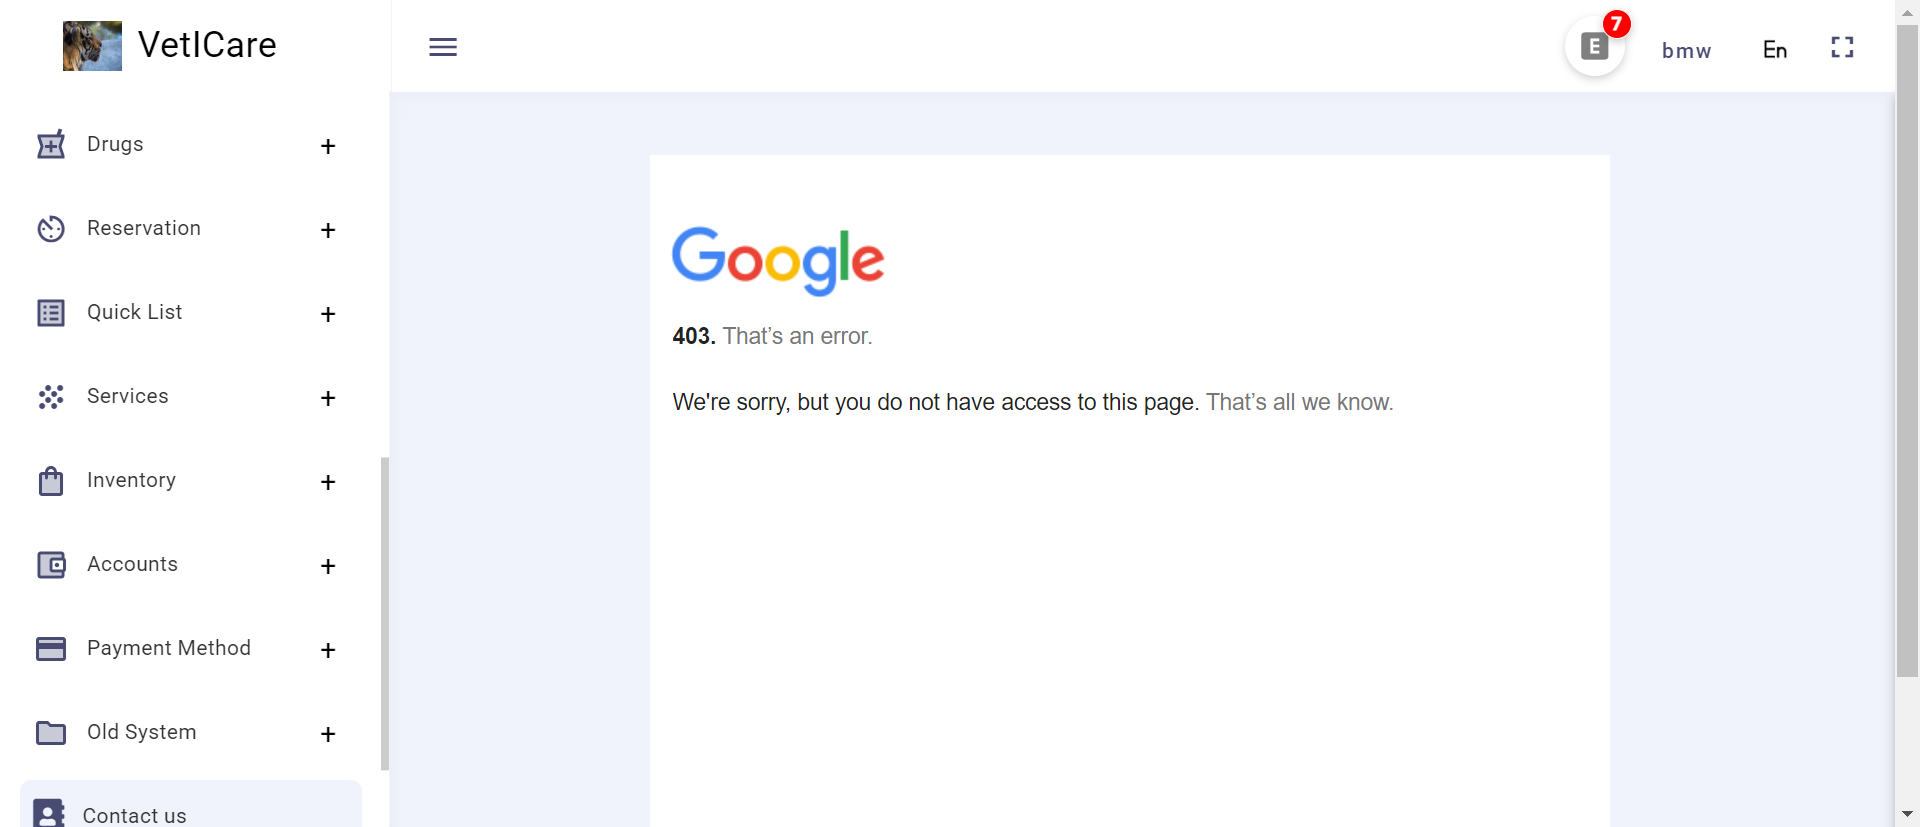 VetICare
7
E
bmw
En
Drugs +
Reservation +
Quick List +
Services +
Inventory +
Accounts +
Payment Method +
Old System +
Contact us
Google
403. That’s an error.
We're sorry, but you do not have access to this page. That’s all we know.